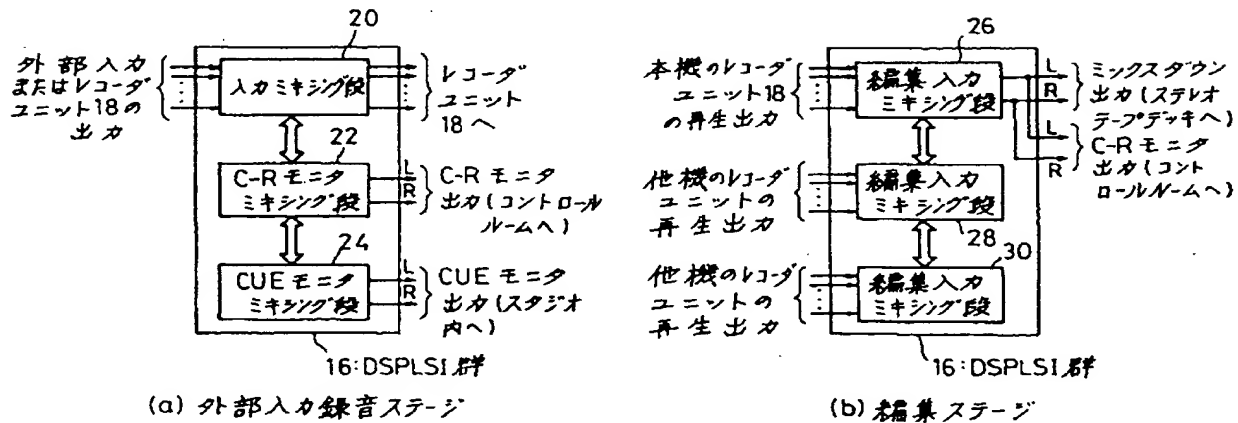 20
外部入力
またはレコーダ
ユニット18の
出力
入力ミキシング段
レコーダ
ユニット
18へ
22
C-Rモニタ
ミキシング段
L
R
C-Rモニタ
出力(コントロール
ルームへ)
24
CUEモニタ
ミキシング段
L
R
CUEモニタ
出力(スタジオ
内へ)
16:DSPLSI群
(a) 外部入力録音ステージ
26
本機のレコーダ
ユニット18
の再生出力
編集入力
ミキシング段
L
R
ミックスダウン
出力(ステレオ
テープデッキへ)
L
R
C-Rモニタ
出力(コント
ロールルームへ)
他機のレコーダ
ユニットの
再生出力
編集入力
ミキシング段
28
30
他機のレコーダ
ユニットの
再生出力
編集入力
ミキシング段
16:DSPLSI群
(b) 編集ステージ